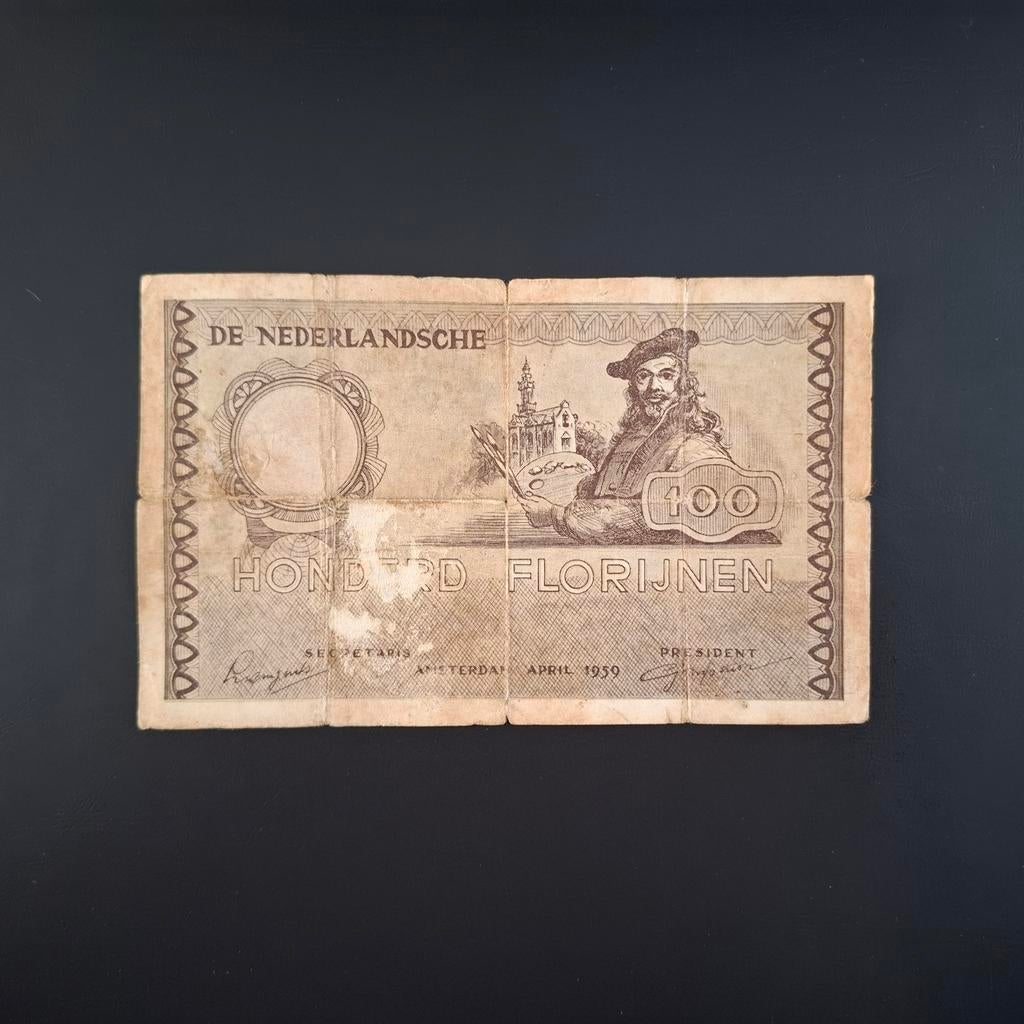 DE NEDERLANDSCHE
100
HONDERD FLORIJNEN
SECRETARIS
PRESIDENT
AMSTERDAM APRIL 1959